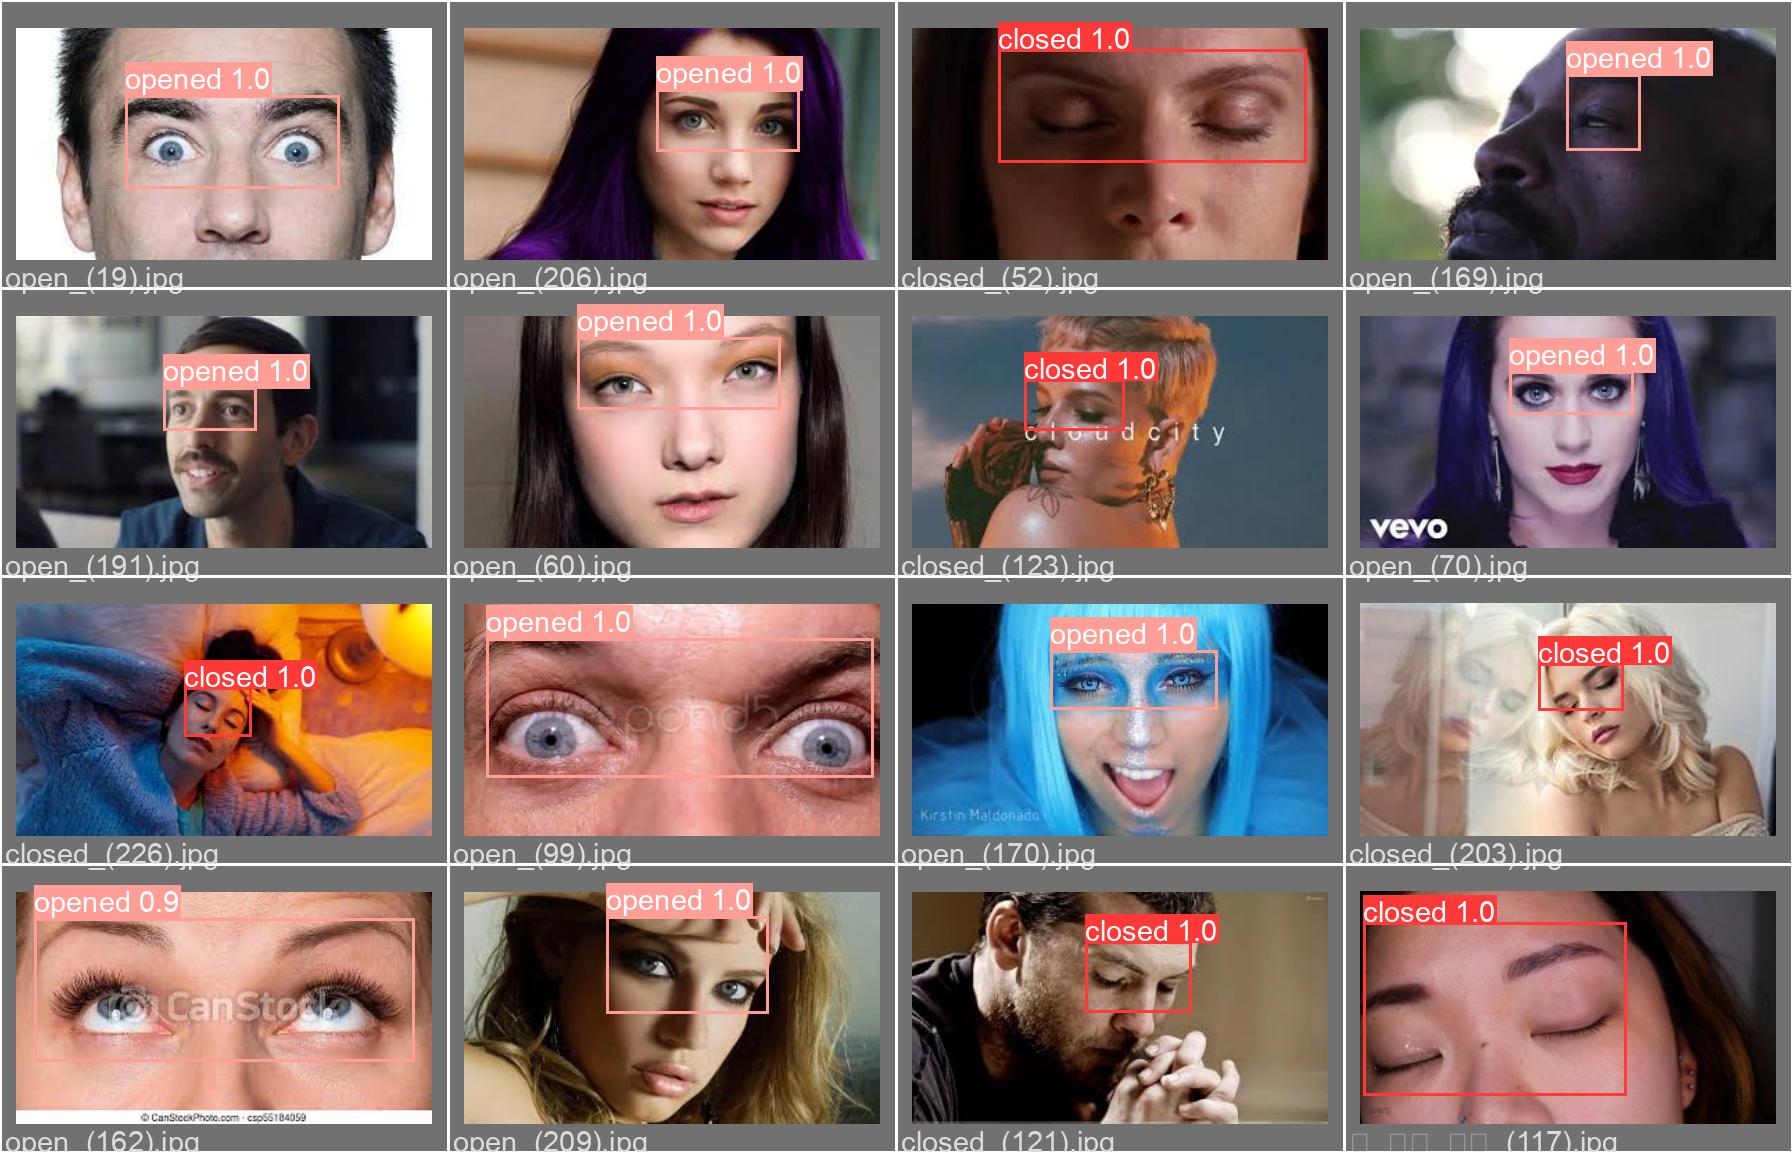 opened 1.0
opened 1.0
closed 1.0
opened 1.0
open_(19).jpg
open_(206).jpg
closed_(52).jpg
open_(169).jpg
opened 1.0
opened 1.0
closed 1.0
opened 1.0
cloudcity
vevo
open_(191).jpg
open_(60).jpg
closed_(123).jpg
open_(70).jpg
closed 1.0
opened 1.0
opened 1.0
closed 1.0
pond5
Kirstin Maldonado
closed_(226).jpg
open_(99).jpg
open_(170).jpg
closed_(203).jpg
opened 0.9
opened 1.0
closed 1.0
closed 1.0
CanStock
© CanStockPhoto.com - csp55184059
open_(162).jpg
open_(209).jpg
closed_(121).jpg
(117).jpg